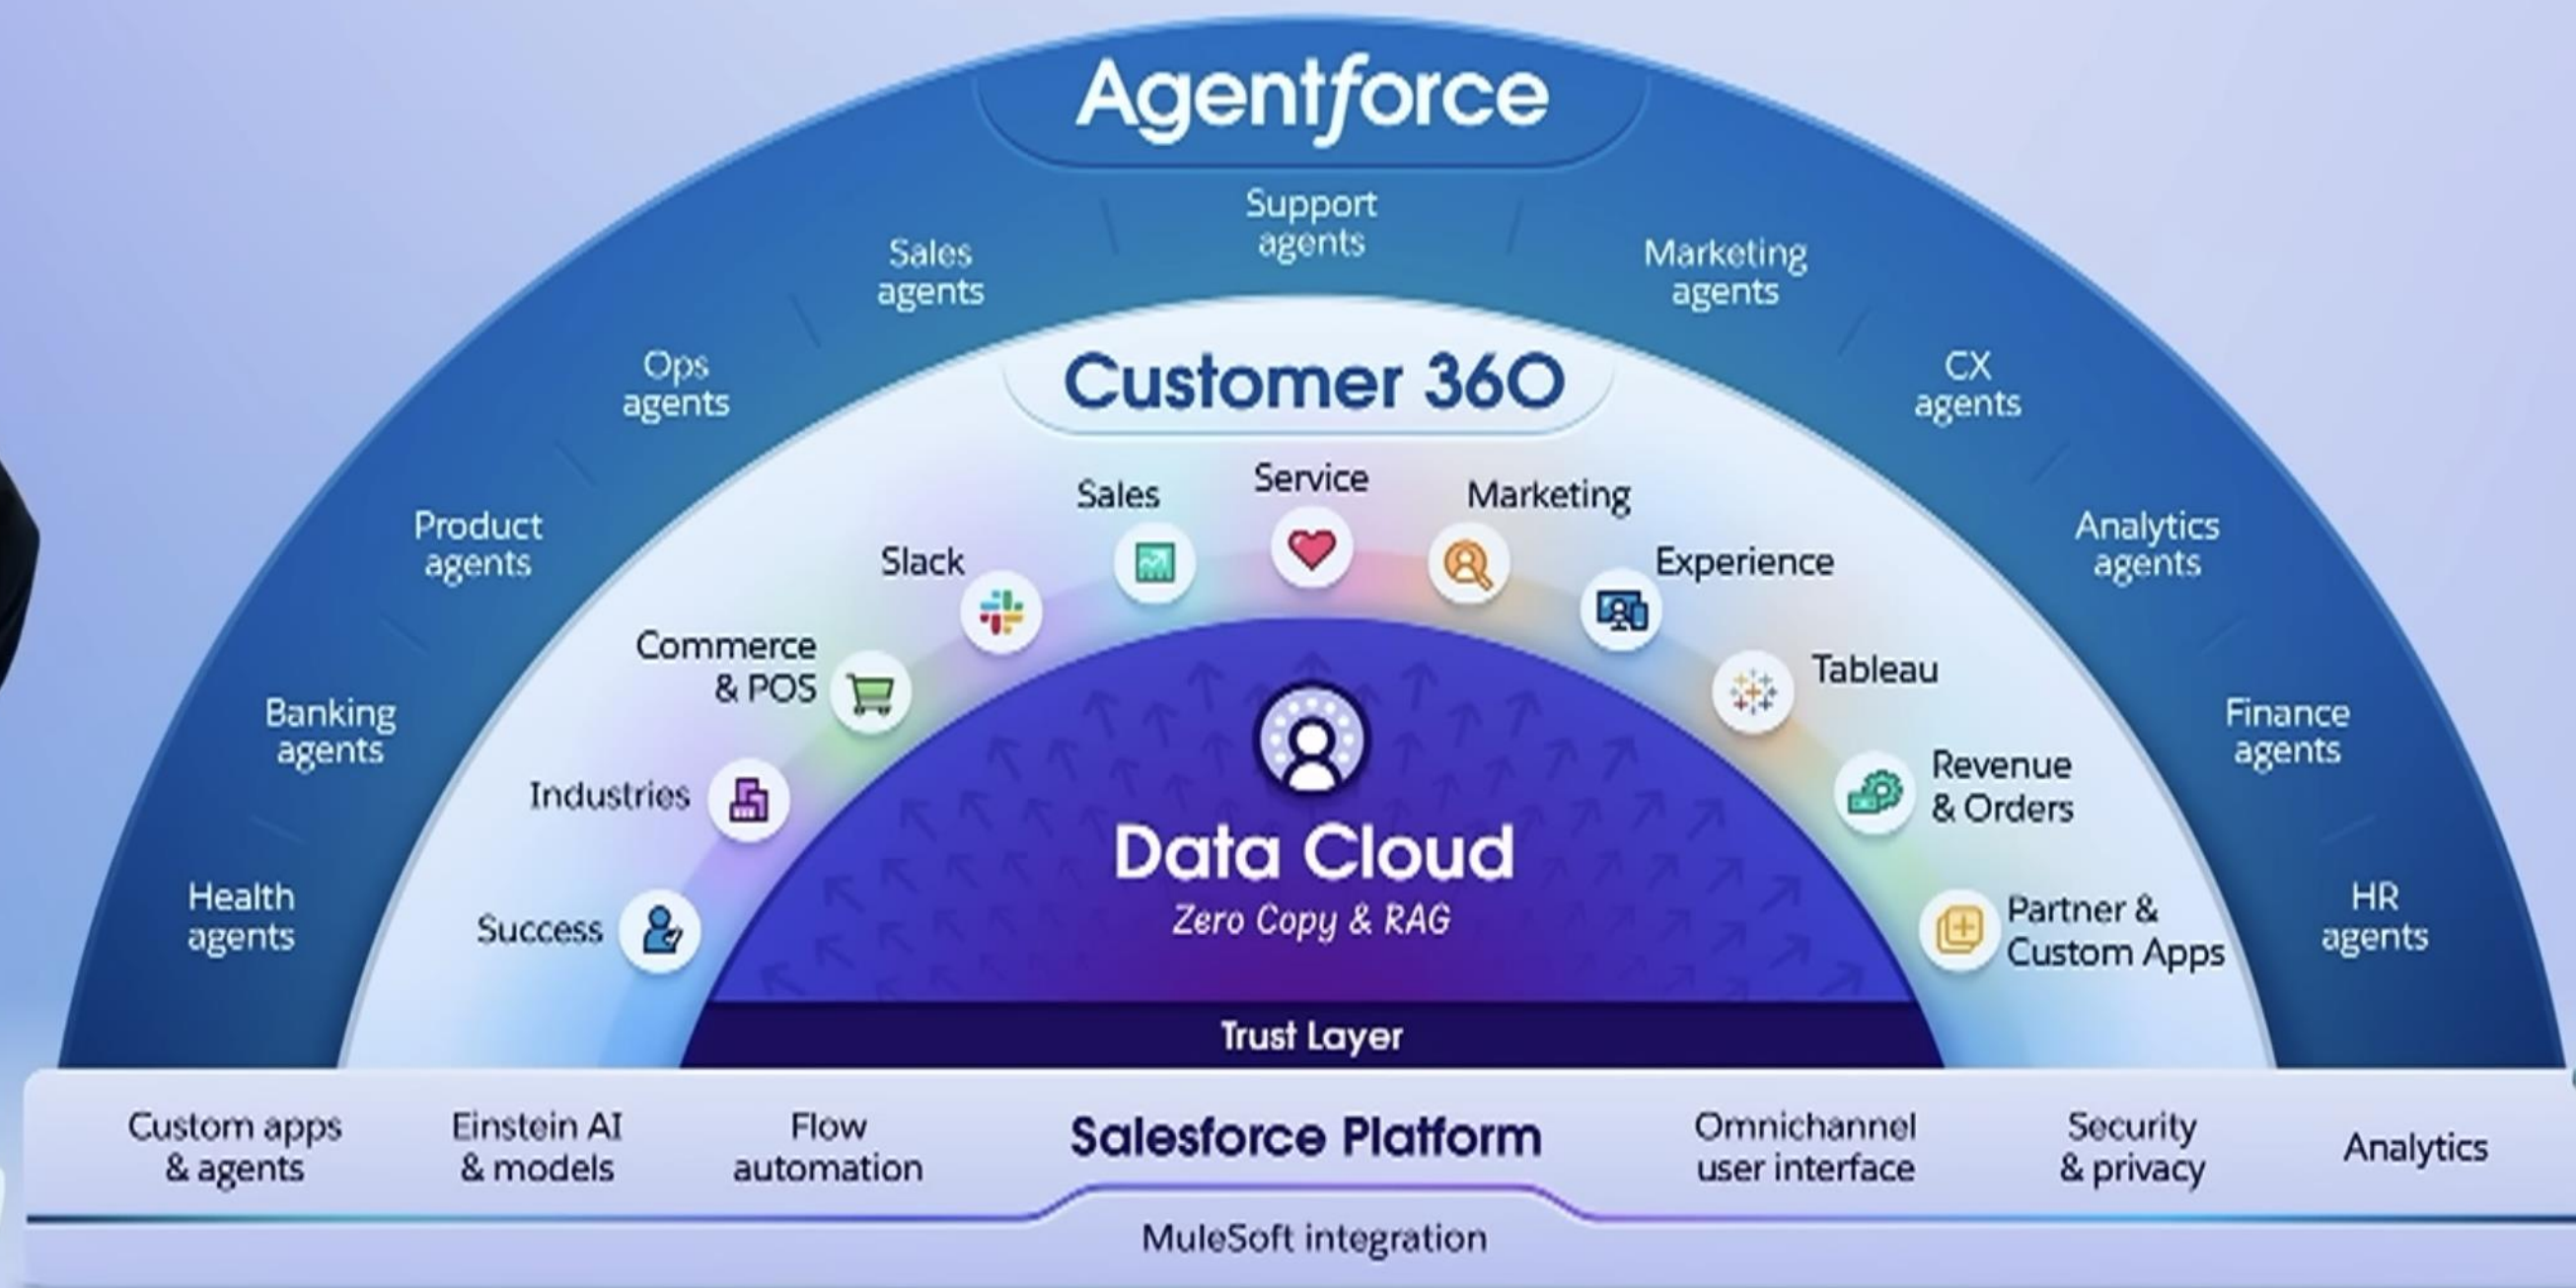 Agentforce
Support
agents
Sales
agents
Marketing
agents
Ops
agents
CX
agents
Product
agents
Analytics
agents
Banking
agents
Finance
agents
Health
agents
HR
agents
Customer 360
Service
Sales
Marketing
Slack
Experience
Commerce
& POS
Tableau
Industries
Revenue
& Orders
Success
Partner &
Custom Apps
Data Cloud
Zero Copy & RAG
Trust Layer
Salesforce Platform
Custom apps
& agents
Einstein AI
& models
Flow
automation
Omnichannel
user interface
Security
& privacy
Analytics
MuleSoft integration